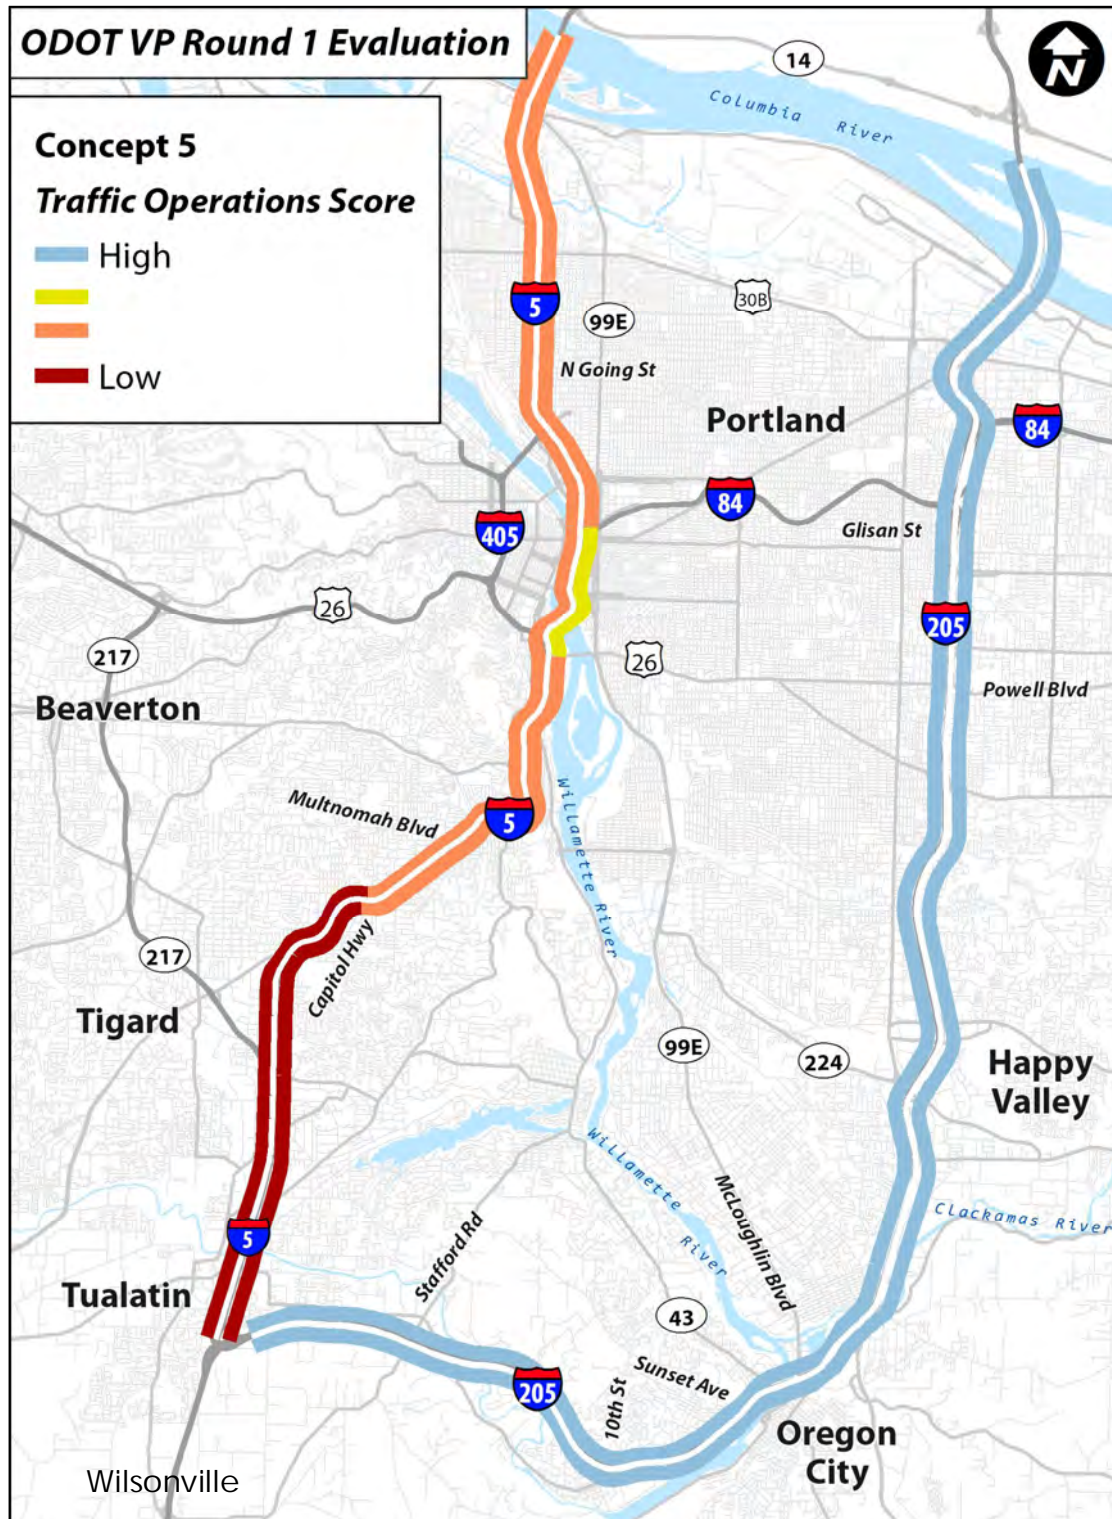 ODOT VP Round 1 Evaluation
N
14
Columbia River
Concept 5
Traffic Operations Score
High
Low
5
99E
30B
N Going St
Portland
84
84
405
Glisan St
26
205
217
26
Powell Blvd
Beaverton
Multnomah Blvd
5
Willamette River
Capitol Hwy
217
Tigard
99E
224
Happy
Valley
Willamette
River
McLoughlin Blvd
Clackamas River
5
Stafford Rd
Tualatin
43
Sunset Ave
205
10th St
Oregon
City
Wilsonville